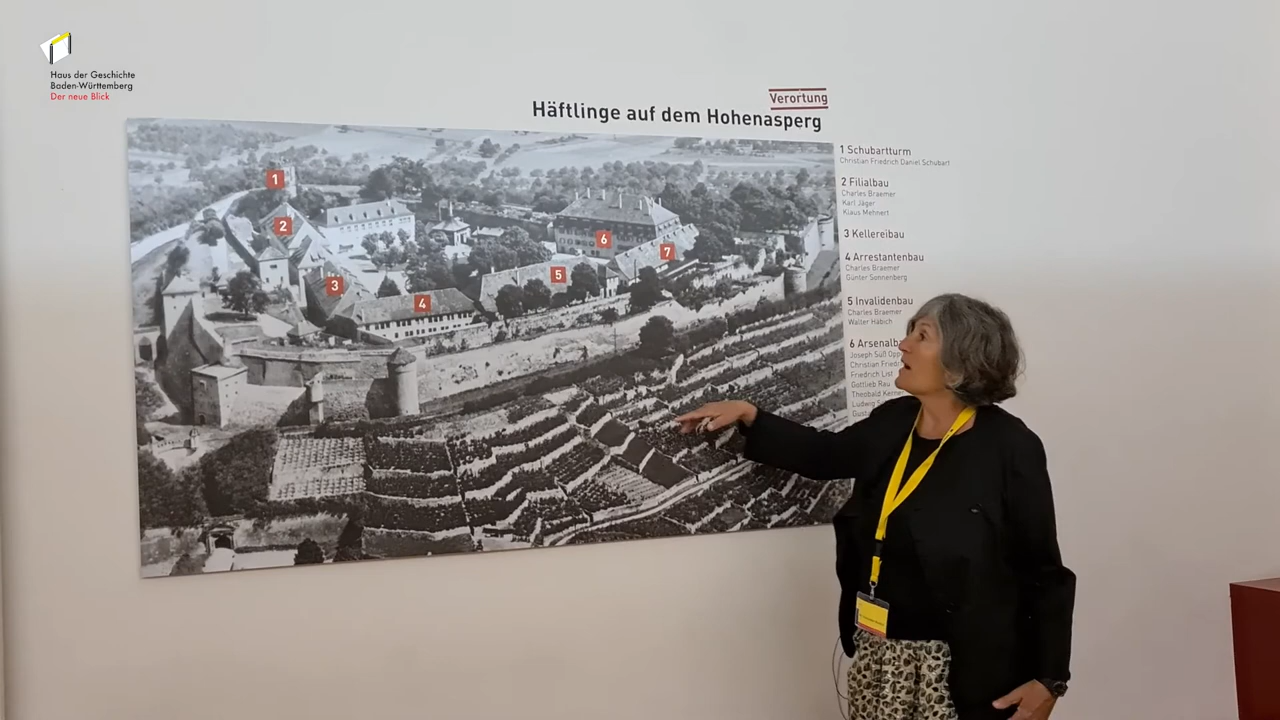 Haus der Geschichte
Baden-Württemberg
Der neue Blick
Verortung
Häftlinge auf dem Hohenasperg
1 Schubartturm
Christian Friedrich Daniel Schubart
2 Filialbau
Charles Braemer
Karl Jäger
Klaus Mehnert
3 Kellereibau
4 Arrestantenbau
Charles Braemer
Günter Sonnenberg
5 Invalidenbau
Charles Braemer
Walter Häbich
6 Arsenalb
Joseph Süß Opp
Christian Fried
Friedrich List
Gottlieb Rau
Theobald Kerne
Ludwig S
Gust
1
2
3
4
5
6
7